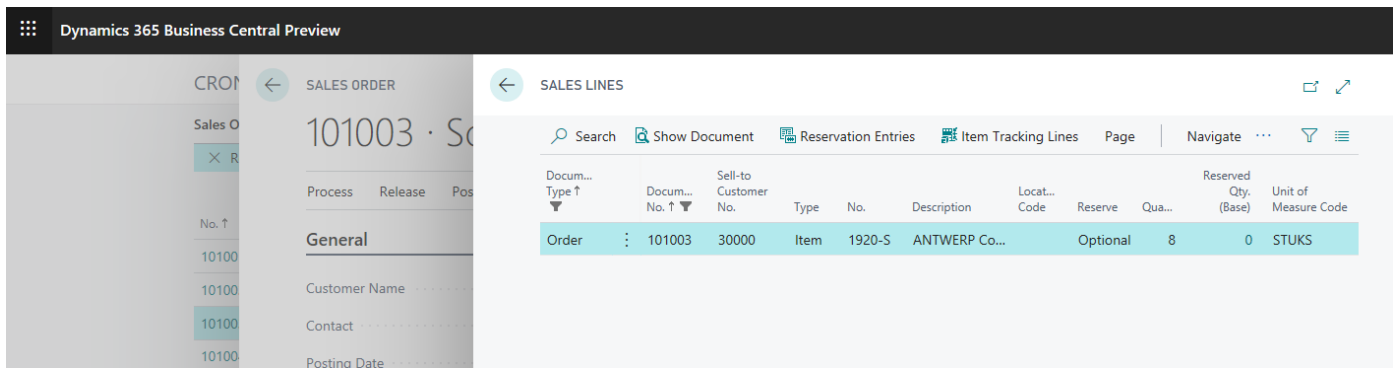 Dynamics 365 Business Central Preview
CRON
SALES ORDER
SALES LINES
Sales O
101003 · Sc
R
Search Show Document Reservation Entries Item Tracking Lines Page Navigate ···
Process Release Pos
Docum... Type ↑
Docum... No. ↑
Sell-to Customer No.
Type
No.
Description
Locat... Code
Reserve
Qua...
Reserved Qty. (Base)
Unit of Measure Code
No. ↑
General
Order 101003 30000 Item 1920-S ANTWERP Co... Optional 8 0 STUKS
10100
Customer Name
10100
10100
Contact
10100
Posting Date